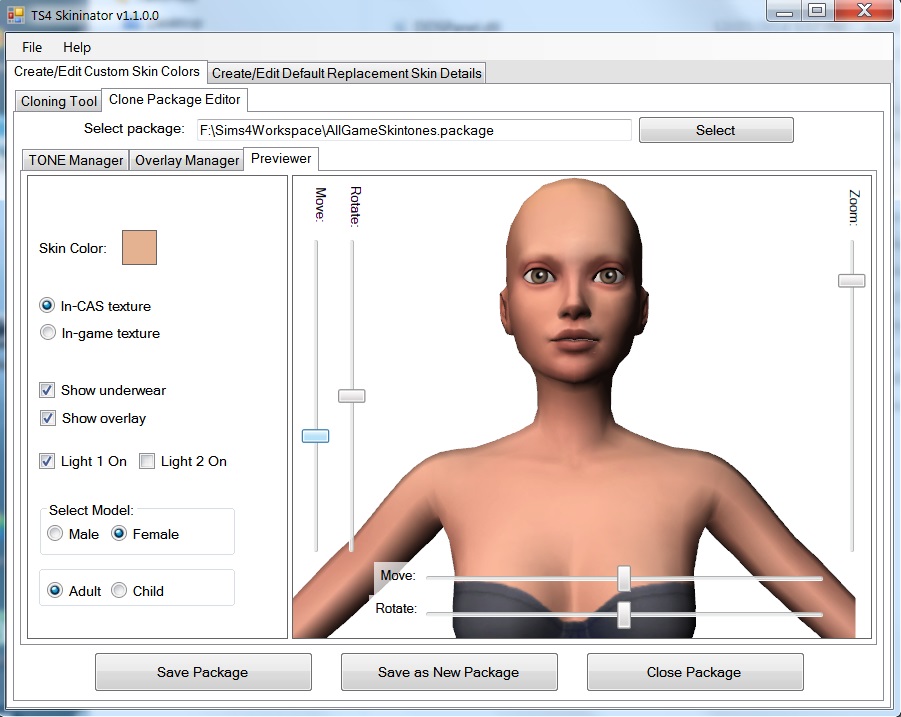 TS4 Skininator v1.1.0.0
File Help
Create/Edit Custom Skin Colors Create/Edit Default Replacement Skin Details
Cloning Tool Clone Package Editor
Select package: F:\Sims4Workspace\AllGameSkintones.package Select
TONE Manager Overlay Manager Previewer
Move: Rotate: Zoom:
Skin Color:
In-CAS texture
In-game texture
Show underwear
Show overlay
Light 1 On Light 2 On
Select Model:
Male Female
Adult Child
Move:
Rotate:
Save Package Save as New Package Close Package